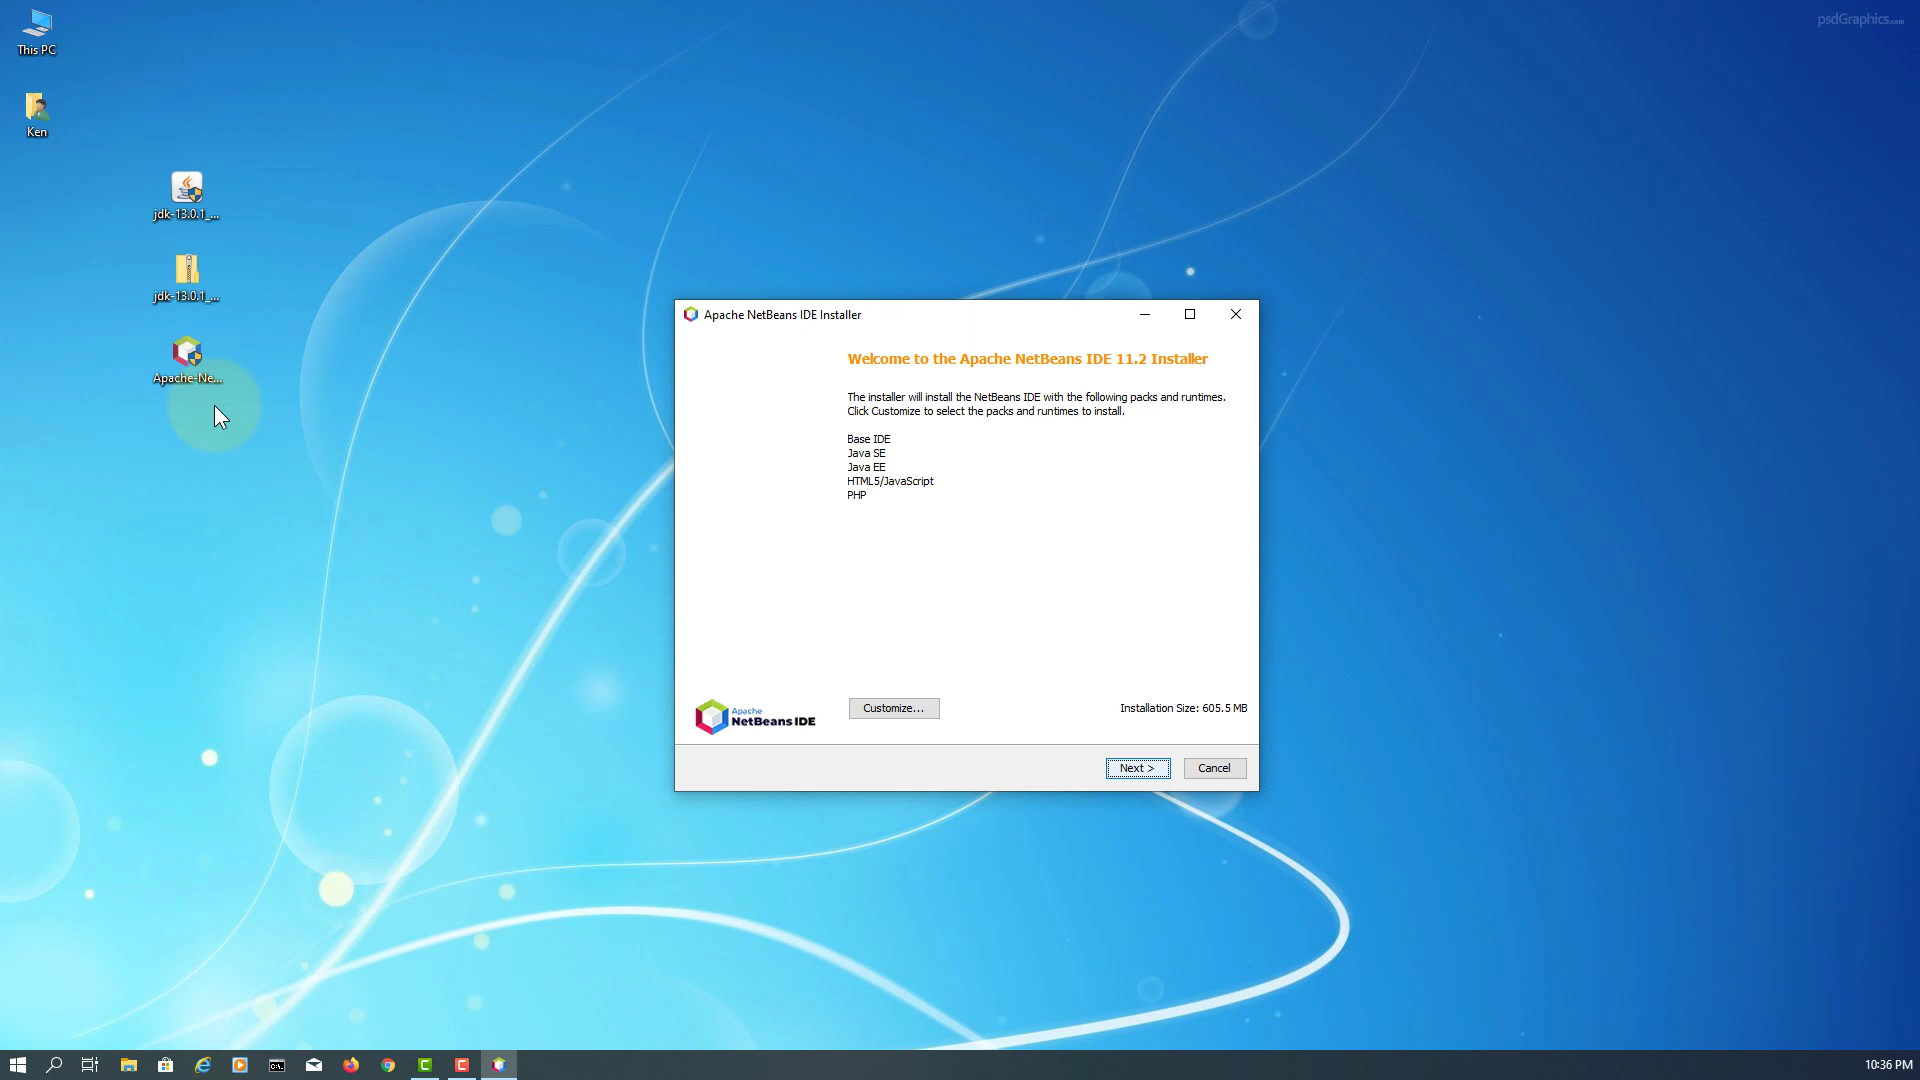 psdGraphics.com
This PC
Ken
jdk-13.0.1_...
jdk-13.0.1_...
Apache-Ne...
Apache NetBeans IDE Installer
Welcome to the Apache NetBeans IDE 11.2 Installer
The installer will install the NetBeans IDE with the following packs and runtimes.
Click Customize to select the packs and runtimes to install.
Base IDE
Java SE
Java EE
HTML5/JavaScript
PHP
Apache
NetBeans IDE
Customize...
Installation Size: 605.5 MB
Next >
Cancel
10:36 PM